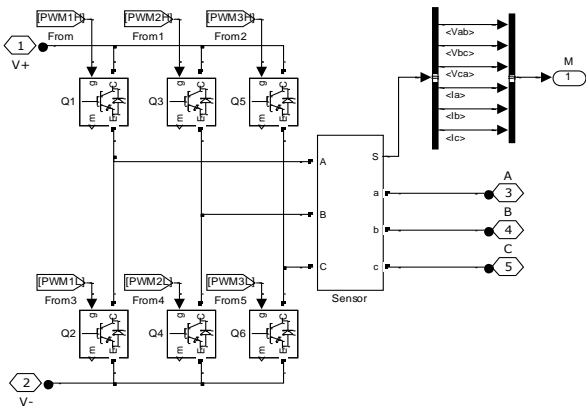 [PWM1H] [PWM2H] [PWM3H]
From From1 From2
1
V+
g C g C g C
Q1 Q3 Q5
m E m E m E
<Vab>
<Vbc>
<Vca>
<Ia>
<Ib>
<Ic>
M
1
S
A a
A
3
B b
B
4
C c
C
5
Sensor
[PWM1L] [PWM2L] [PWM3L]
From3 From4 From5
g C g C g C
Q2 Q4 Q6
m E m E m E
2
V-